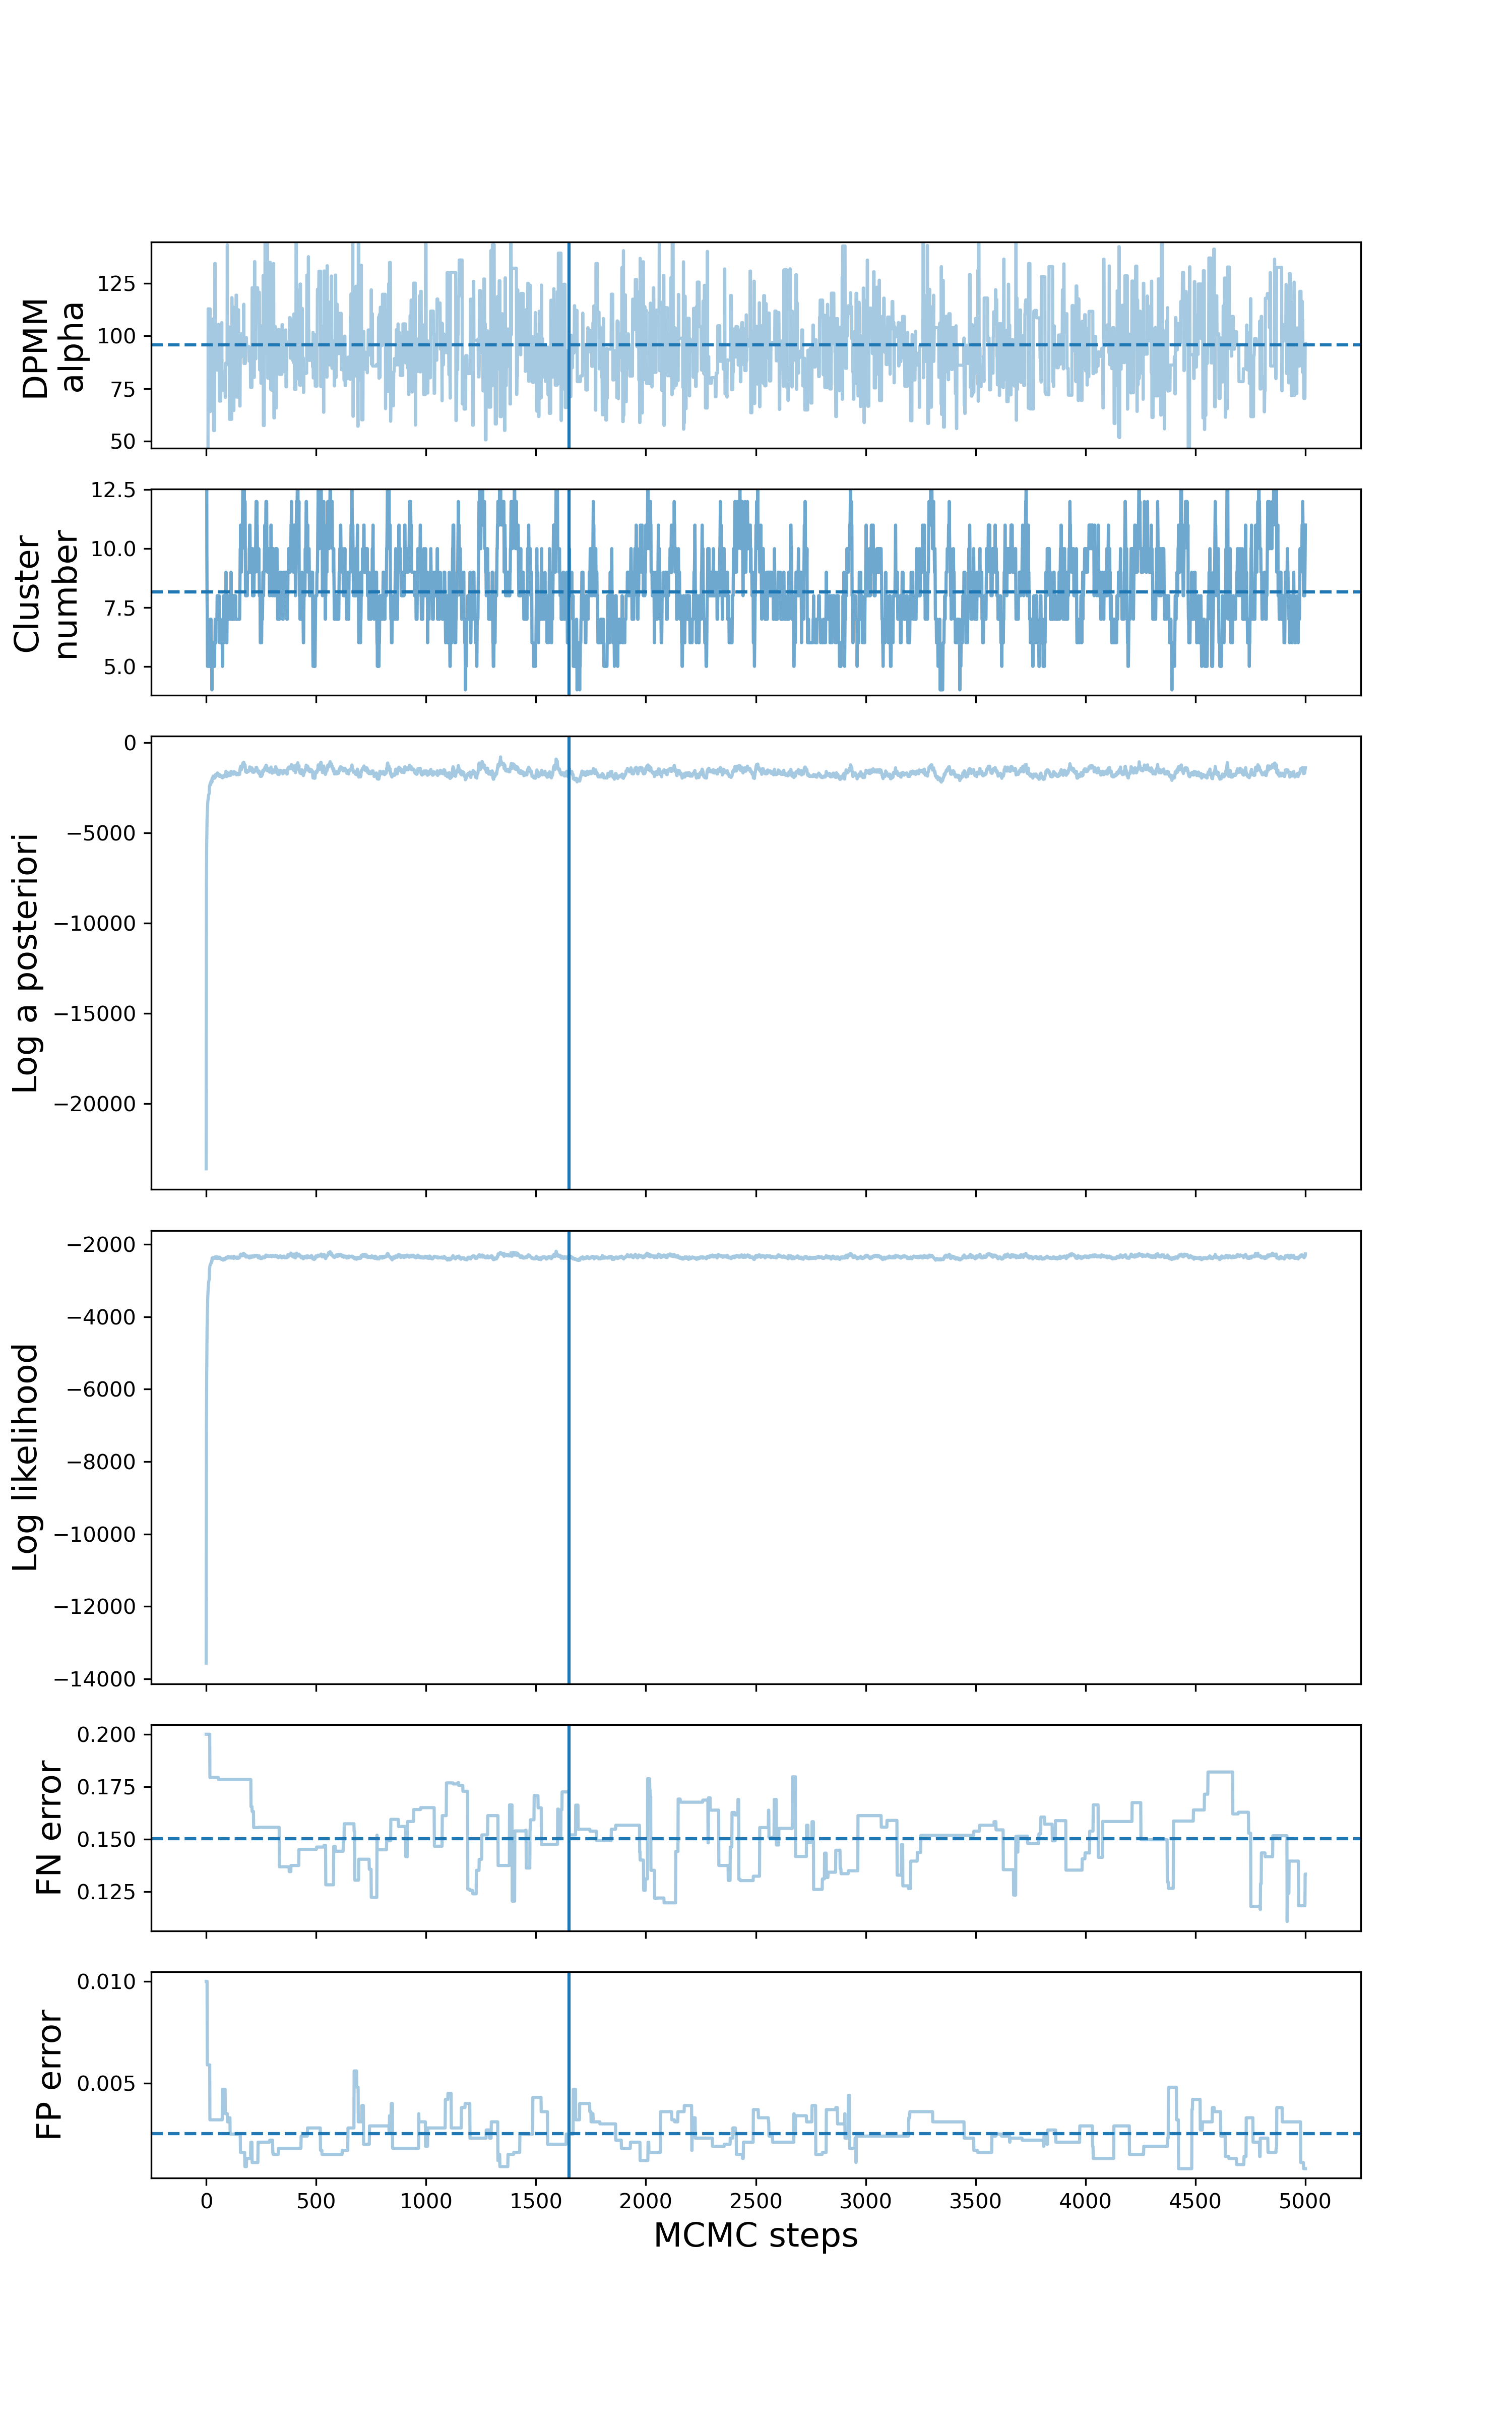 DPMM
alpha
125
100
75
50
Cluster
number
12.5
10.0
7.5
5.0
Log a posteriori
0
−5000
−10000
−15000
−20000
Log likelihood
−2000
−4000
−6000
−8000
−10000
−12000
−14000
FN error
0.200
0.175
0.150
0.125
FP error
0.010
0.005
0 500 1000 1500 2000 2500 3000 3500 4000 4500 5000
MCMC steps